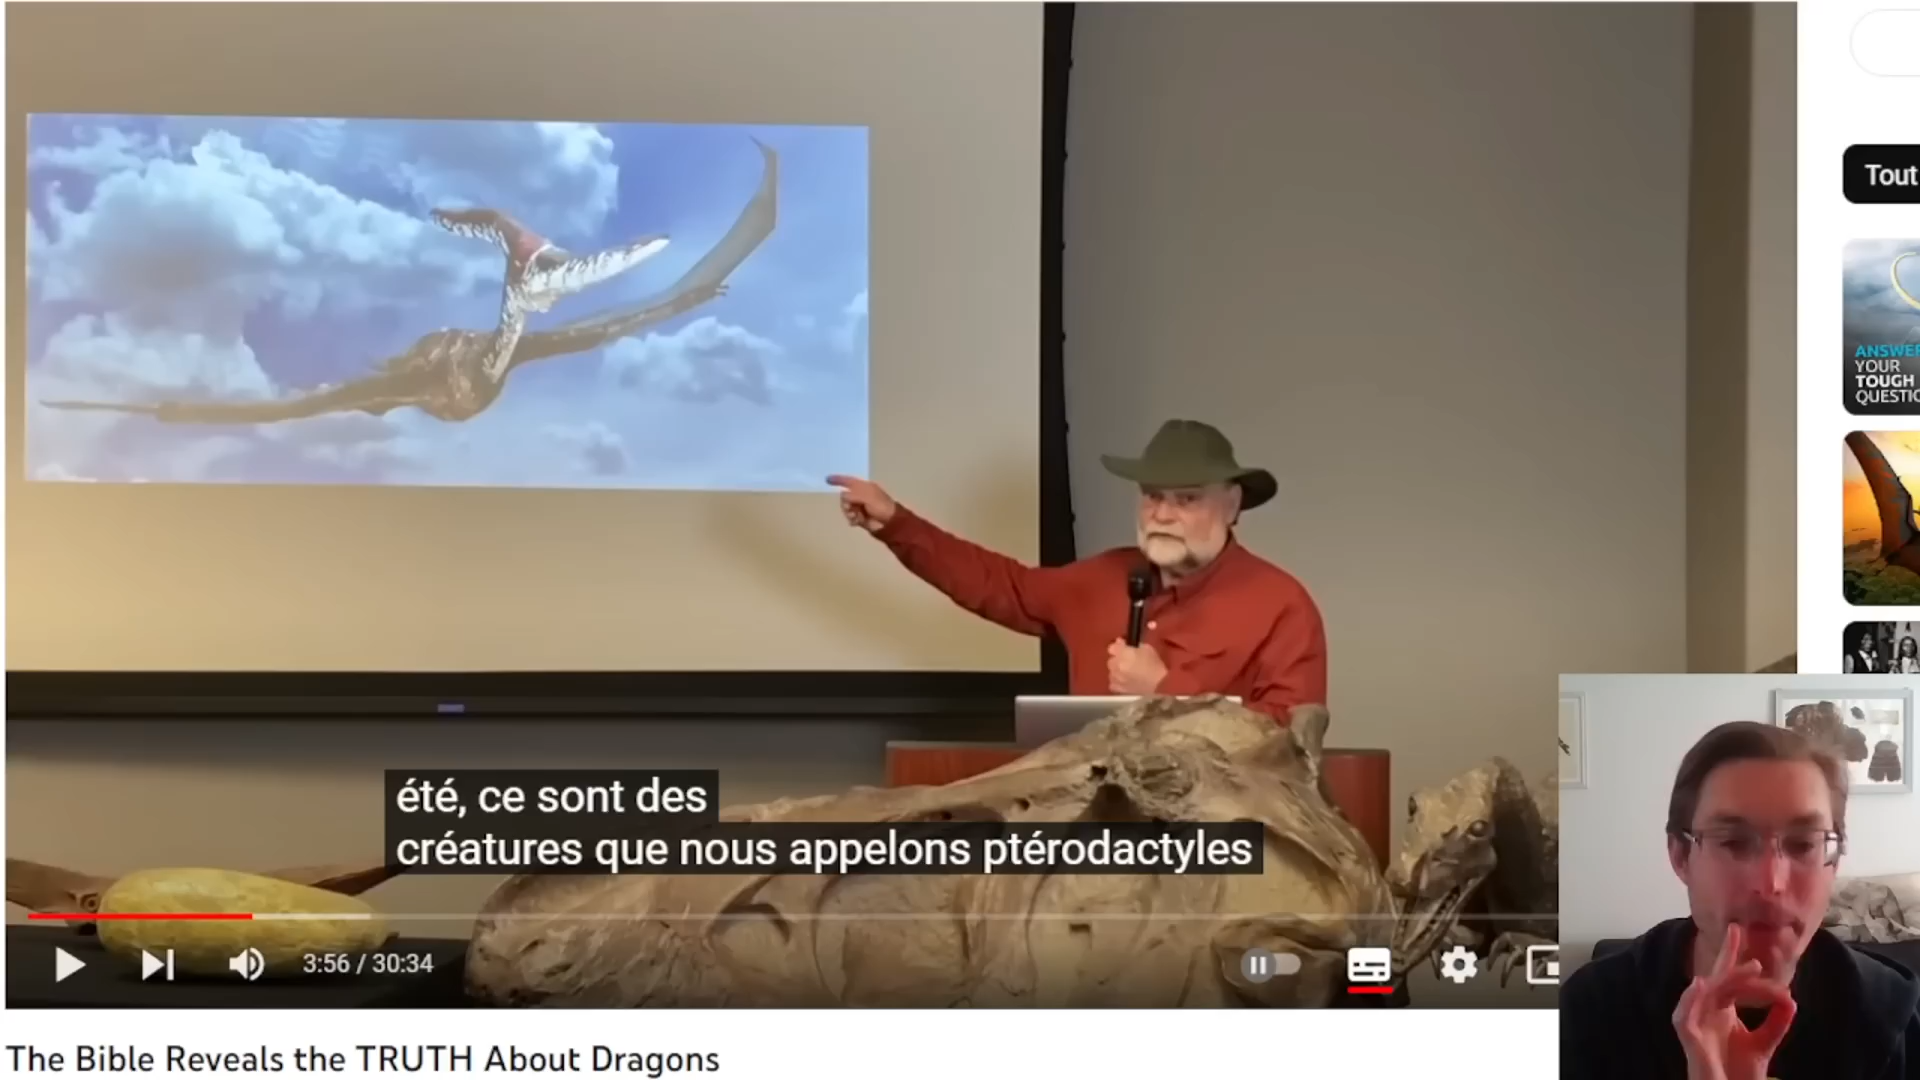 Tout
ANSWER
YOUR
TOUGH
QUESTIO
été, ce sont des
créatures que nous appelons ptérodactyles
3:56 / 30:34
The Bible Reveals the TRUTH About Dragons